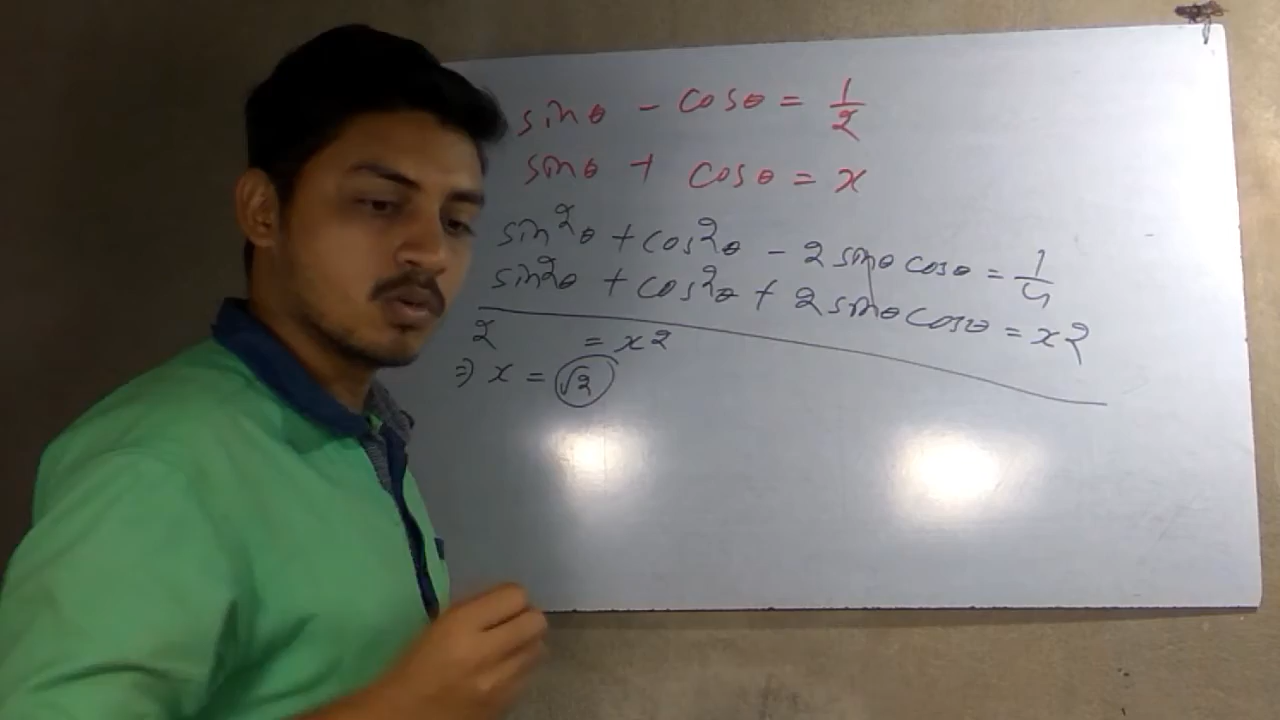 sinθ - cosθ = 1/2
sinθ + cosθ = x
sin²θ + cos²θ - 2 sinθ cosθ = 1/4
sin²θ + cos²θ + 2 sinθ cosθ = x²
2 = x²
⇒ x = √2